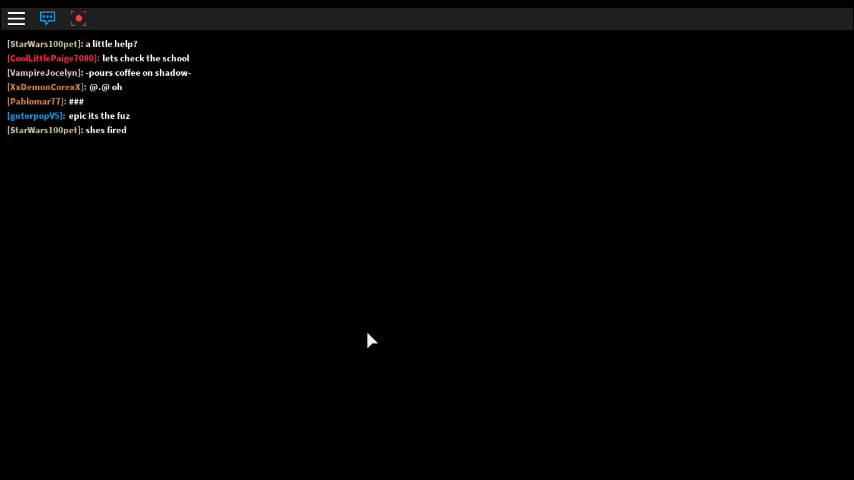 [StarWars100pet]: a little help?
[CoolLittlePaige7080]: lets check the school
[VampireJocelyn]: -pours coffee on shadow-
[XxDemonCorexX]: @.@ oh
[Pablomar77]: ###
[guterpopV5]: epic its the fuz
[StarWars100pet]: shes fired